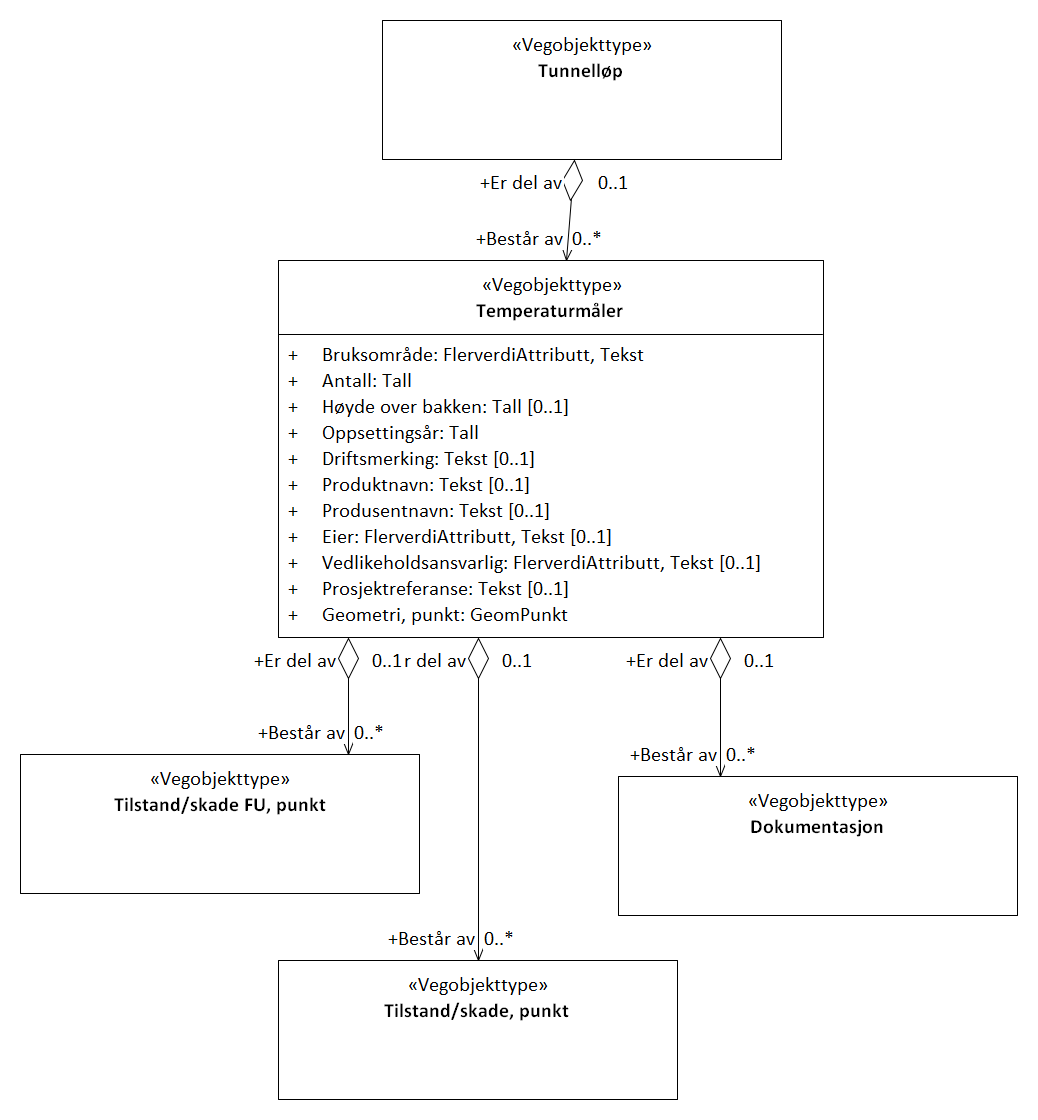 «Vegobjekttype»
Tunnelløp
+Er del av 0..1
+Består av 0..*
«Vegobjekttype»
Temperaturmåler
+ Bruksområde: FlerverdiAttributt, Tekst
+ Antall: Tall
+ Høyde over bakken: Tall [0..1]
+ Oppsettingsår: Tall
+ Driftsmerking: Tekst [0..1]
+ Produktnavn: Tekst [0..1]
+ Produsentnavn: Tekst [0..1]
+ Eier: FlerverdiAttributt, Tekst [0..1]
+ Vedlikeholdsansvarlig: FlerverdiAttributt, Tekst [0..1]
+ Prosjektreferanse: Tekst [0..1]
+ Geometri, punkt: GeomPunkt
+Er del av 0..1 r del av 0..1 +Er del av 0..1
+Består av 0..*
+Består av 0..*
«Vegobjekttype»
Tilstand/skade FU, punkt
«Vegobjekttype»
Dokumentasjon
+Består av 0..*
«Vegobjekttype»
Tilstand/skade, punkt